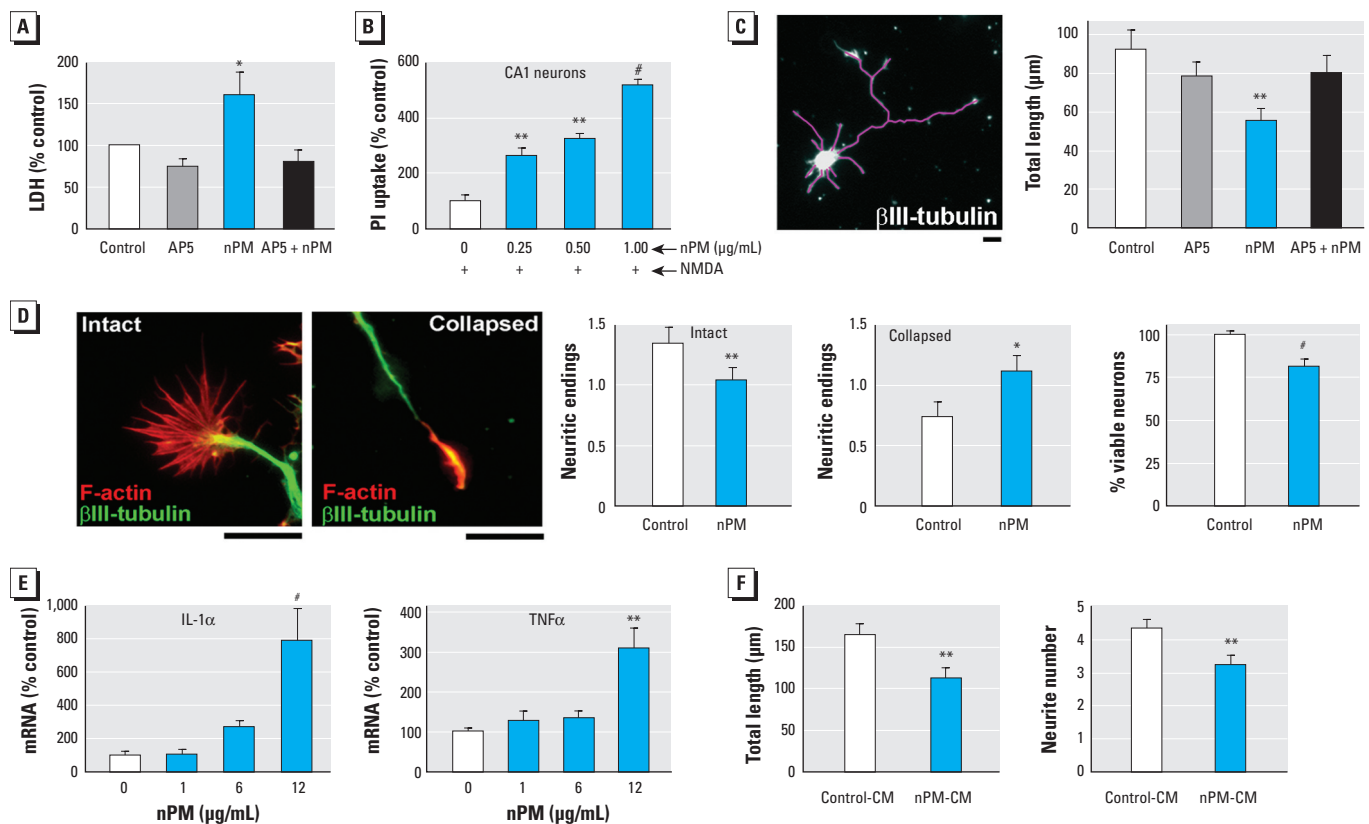 A
LDH (% control)
200
150
100
50
0
*
Control AP5 nPM AP5 + nPM
B
PI uptake (% control)
600
400
200
0
CA1 neurons
** ** #
0 0.25 0.50 1.00 nPM (µg/mL)
+ + + + NMDA
C
βIII-tubulin
Total length (µm)
100
80
60
40
20
0
**
Control AP5 nPM AP5 + nPM
D
Intact
F-actin
βIII-tubulin
Collapsed
F-actin
βIII-tubulin
Neuritic endings
1.5
1.0
0.5
0
Intact
**
Control nPM
Neuritic endings
1.5
1.0
0.5
0
Collapsed
*
Control nPM
% viable neurons
100
75
50
25
0
#
Control nPM
E
mRNA (% control)
1,000
800
600
400
200
0
IL-1α
#
0 1 6 12
nPM (µg/mL)
mRNA (% control)
400
300
200
100
0
TNFα
**
0 1 6 12
nPM (µg/mL)
F
Total length (µm)
200
150
100
50
0
**
Control-CM nPM-CM
Neurite number
5
4
3
2
1
0
**
Control-CM nPM-CM